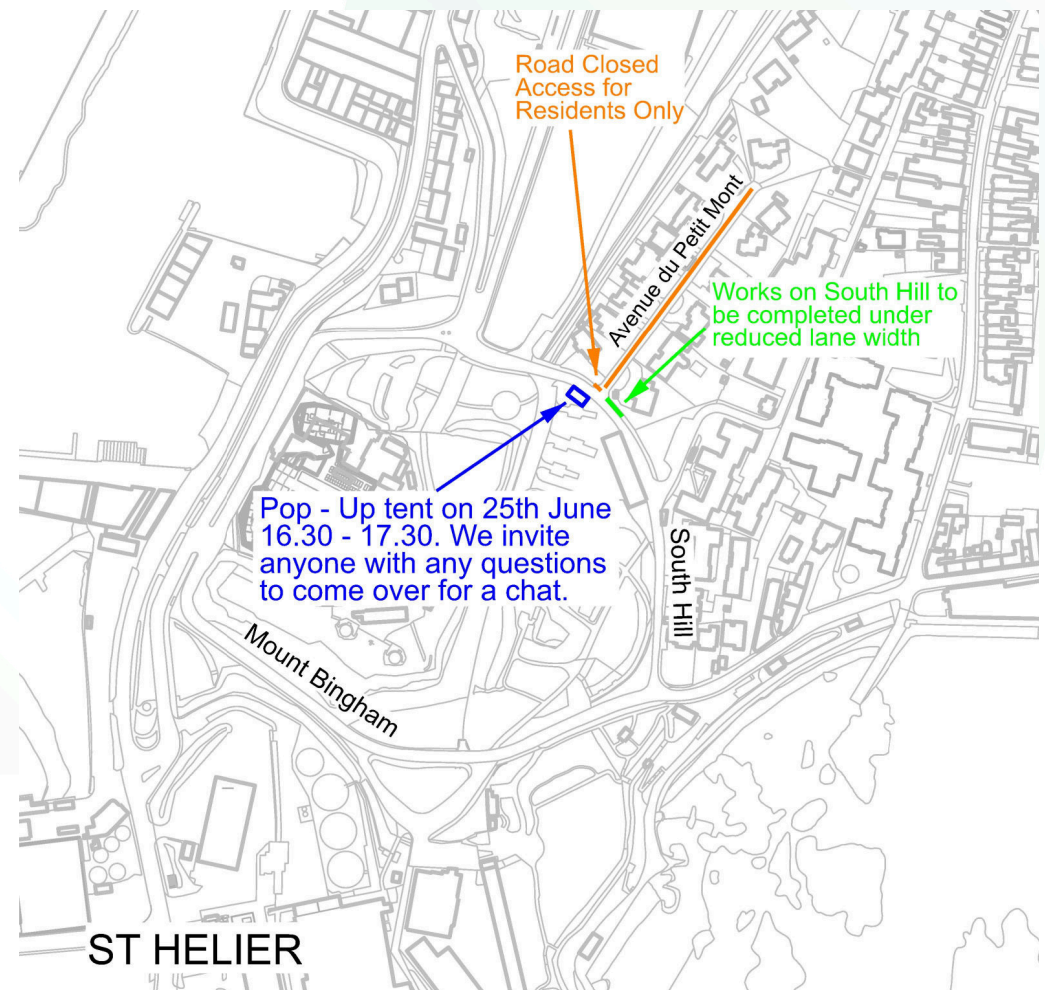 Road Closed
Access for
Residents Only
Avenue du Petit Mont
Works on South Hill to
be completed under
reduced lane width
Pop - Up tent on 25th June
16.30 - 17.30. We invite
anyone with any questions
to come over for a chat.
South Hill
Mount Bingham
ST HELIER